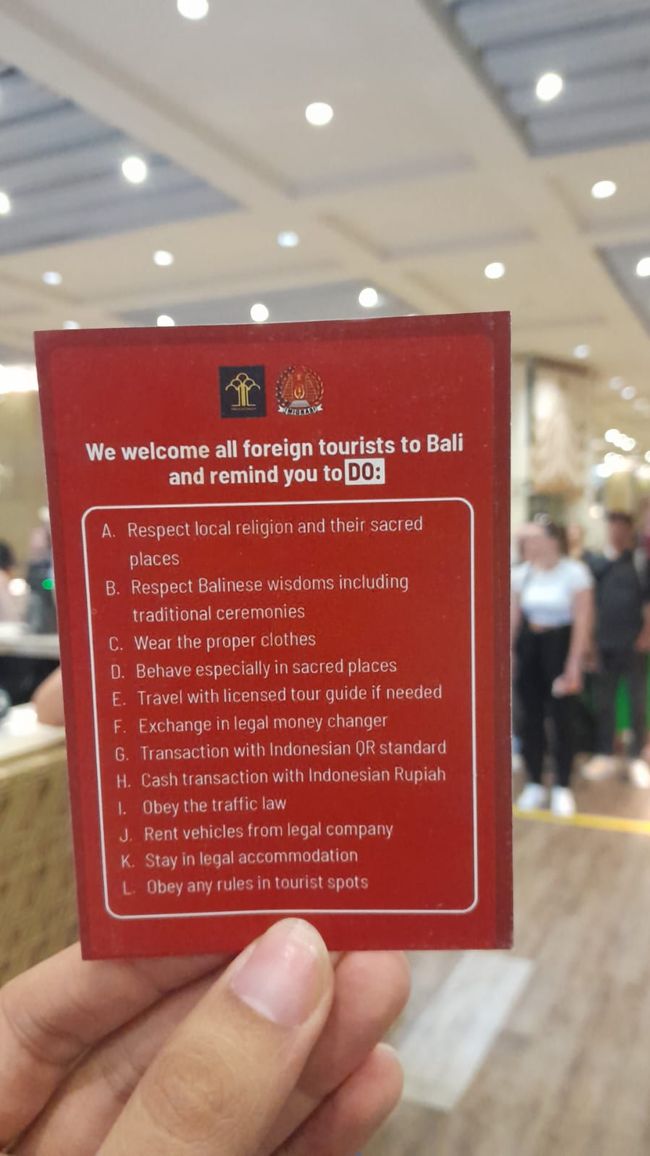 IMIGRASI
We welcome all foreign tourists to Bali
and remind you to DO:
A. Respect local religion and their sacred
places
B. Respect Balinese wisdoms including
traditional ceremonies
C. Wear the proper clothes
D. Behave especially in sacred places
E. Travel with licensed tour guide if needed
F. Exchange in legal money changer
G. Transaction with Indonesian QR standard
H. Cash transaction with Indonesian Rupiah
I. Obey the traffic law
J. Rent vehicles from legal company
K. Stay in legal accommodation
L. Obey any rules in tourist spots